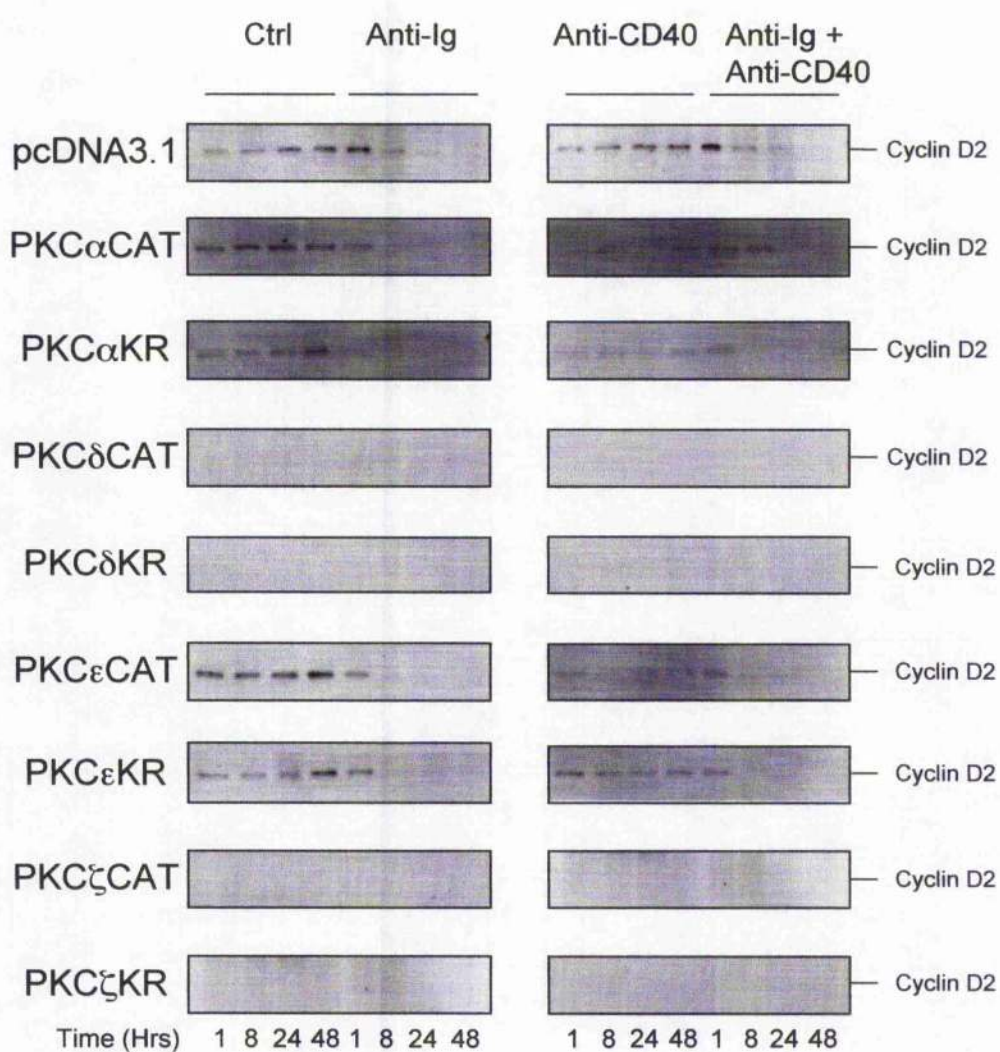 Ctrl Anti-Ig Anti-CD40 Anti-Ig +
Anti-CD40
pcDNA3.1 Cyclin D2
PKCαCAT Cyclin D2
PKCαKR Cyclin D2
PKCδCAT Cyclin D2
PKCδKR Cyclin D2
PKCεCAT Cyclin D2
PKCεKR Cyclin D2
PKCζCAT Cyclin D2
PKCζKR Cyclin D2
Time (Hrs) 1 8 24 48 1 8 24 48 1 8 24 48 1 8 24 48